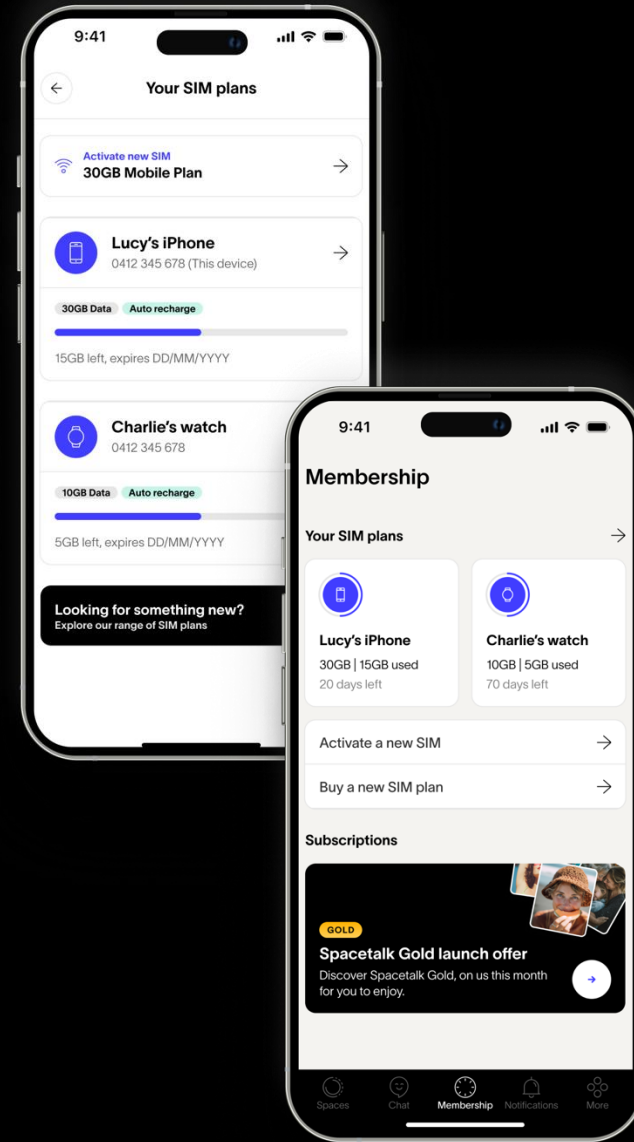 9:41
Your SIM plans
Activate new SIM
30GB Mobile Plan
Lucy’s iPhone
0412 345 678 (This device)
30GB Data
Auto recharge
15GB left, expires DD/MM/YYYY
Charlie’s watch
0412 345 678
10GB Data
Auto recharge
5GB left, expires DD/MM/YYYY
Looking for something new?
Explore our range of SIM plans
9:41
Membership
Your SIM plans
Lucy’s iPhone
30GB | 15GB used
20 days left
Charlie’s watch
10GB | 5GB used
70 days left
Activate a new SIM
Buy a new SIM plan
Subscriptions
GOLD
Spacetalk Gold launch offer
Discover Spacetalk Gold, on us this month
for you to enjoy.
Spaces
Chat
Membership
Notifications
More